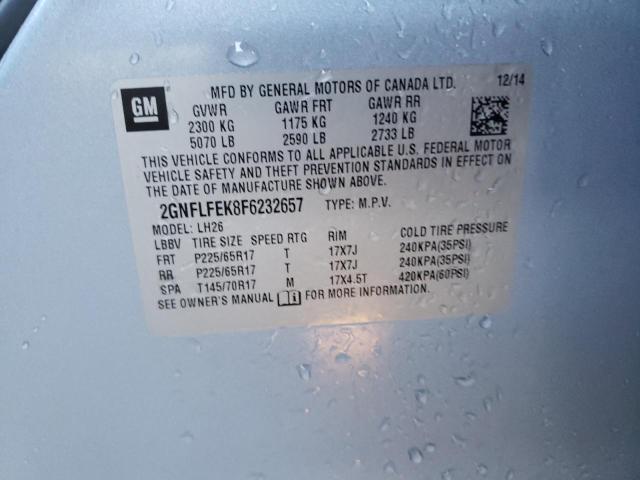 GM
MFD BY GENERAL MOTORS OF CANADA LTD. 12/14
GVWR GAWR FRT GAWR RR
2300 KG 1175 KG 1240 KG
5070 LB 2590 LB 2733 LB
THIS VEHICLE CONFORMS TO ALL APPLICABLE U.S. FEDERAL MOTOR
VEHICLE SAFETY AND THEFT PREVENTION STANDARDS IN EFFECT ON
THE DATE OF MANUFACTURE SHOWN ABOVE.
2GNFLFEK8F6232657 TYPE: M.P.V.
MODEL: LH26
LBBV TIRE SIZE SPEED RTG RIM COLD TIRE PRESSURE
FRT P225/65R17 T 17X7J 240KPA(35PSI)
RR P225/65R17 T 17X7J 240KPA(35PSI)
SPA T145/70R17 M 17X4.5T 420KPA(60PSI)
SEE OWNER'S MANUAL FOR MORE INFORMATION.